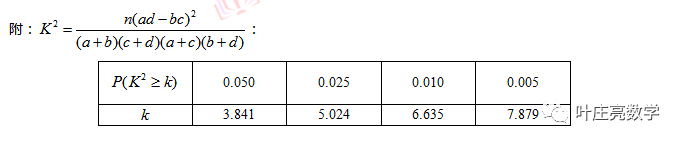 附：K² = n(ad−bc)² / (a+b)(c+d)(a+c)(b+d)：
P(K² ≥ k) 0.050 0.025 0.010 0.005
k 3.841 5.024 6.635 7.879
叶庄亮数学